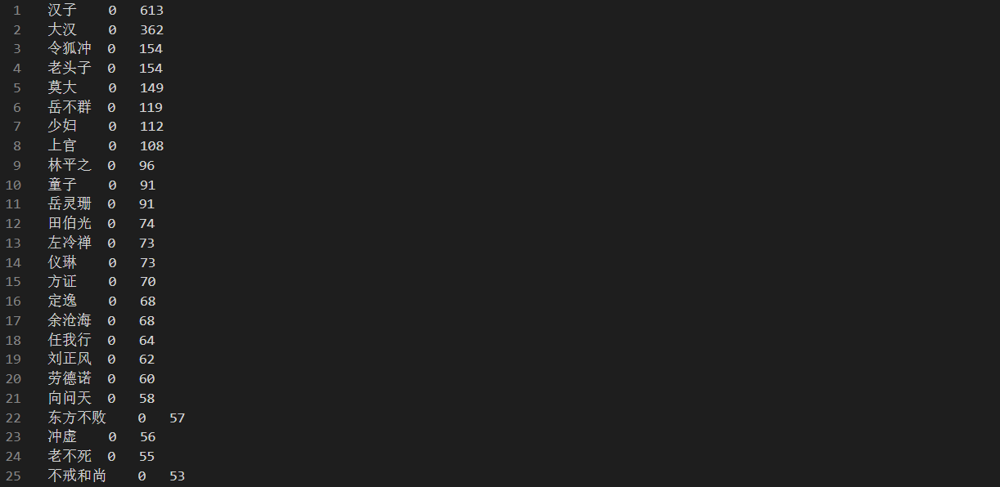 1 汉子 0 613
2 大汉 0 362
3 令狐冲 0 154
4 老头子 0 154
5 莫大 0 149
6 岳不群 0 119
7 少妇 0 112
8 上官 0 108
9 林平之 0 96
10 童子 0 91
11 岳灵珊 0 91
12 田伯光 0 74
13 左冷禅 0 73
14 仪琳 0 73
15 方证 0 70
16 定逸 0 68
17 余沧海 0 68
18 任我行 0 64
19 刘正风 0 62
20 劳德诺 0 60
21 向问天 0 58
22 东方不败 0 57
23 冲虚 0 56
24 老不死 0 55
25 不戒和尚 0 53